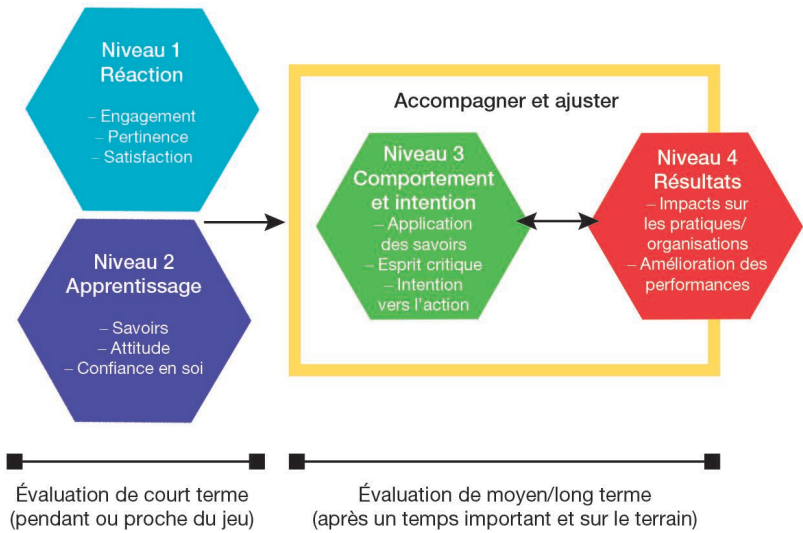 Niveau 1
Réaction
– Engagement
– Pertinence
– Satisfaction
Niveau 2
Apprentissage
– Savoirs
– Attitude
– Confiance en soi
Accompagner et ajuster
Niveau 3
Comportement
et intention
– Application
des savoirs
– Esprit critique
– Intention
vers l’action
Niveau 4
Résultats
– Impacts sur
les pratiques/
organisations
– Amélioration des
performances
Évaluation de court terme
(pendant ou proche du jeu)
Évaluation de moyen/long terme
(après un temps important et sur le terrain)